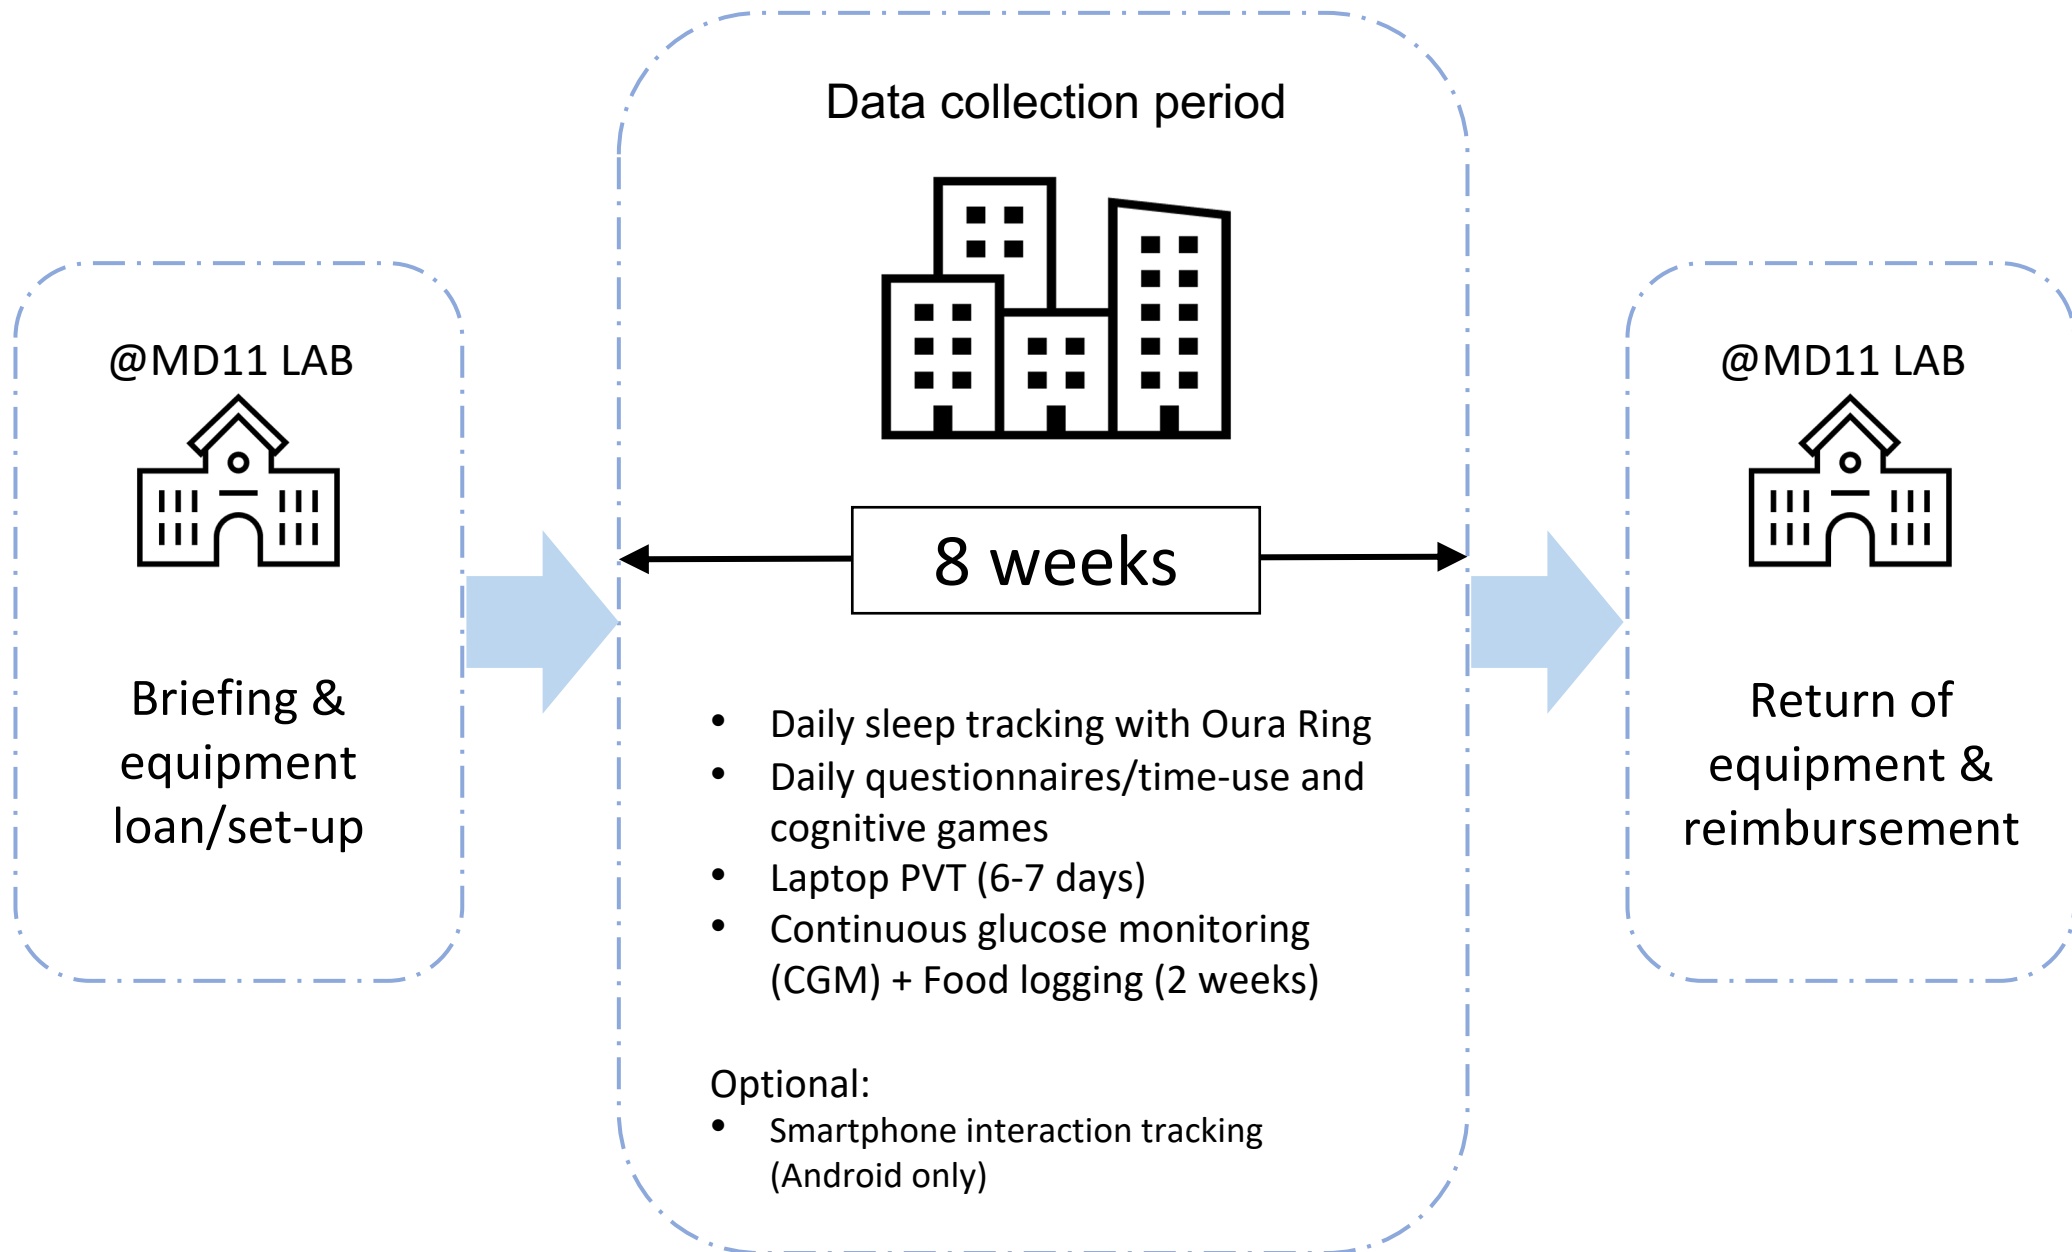 @MD11 LAB
Briefing &
equipment
loan/set-up
Data collection period
8 weeks
• Daily sleep tracking with Oura Ring
• Daily questionnaires/time-use and
cognitive games
• Laptop PVT (6-7 days)
• Continuous glucose monitoring
(CGM) + Food logging (2 weeks)
Optional:
• Smartphone interaction tracking
(Android only)
@MD11 LAB
Return of
equipment &
reimbursement